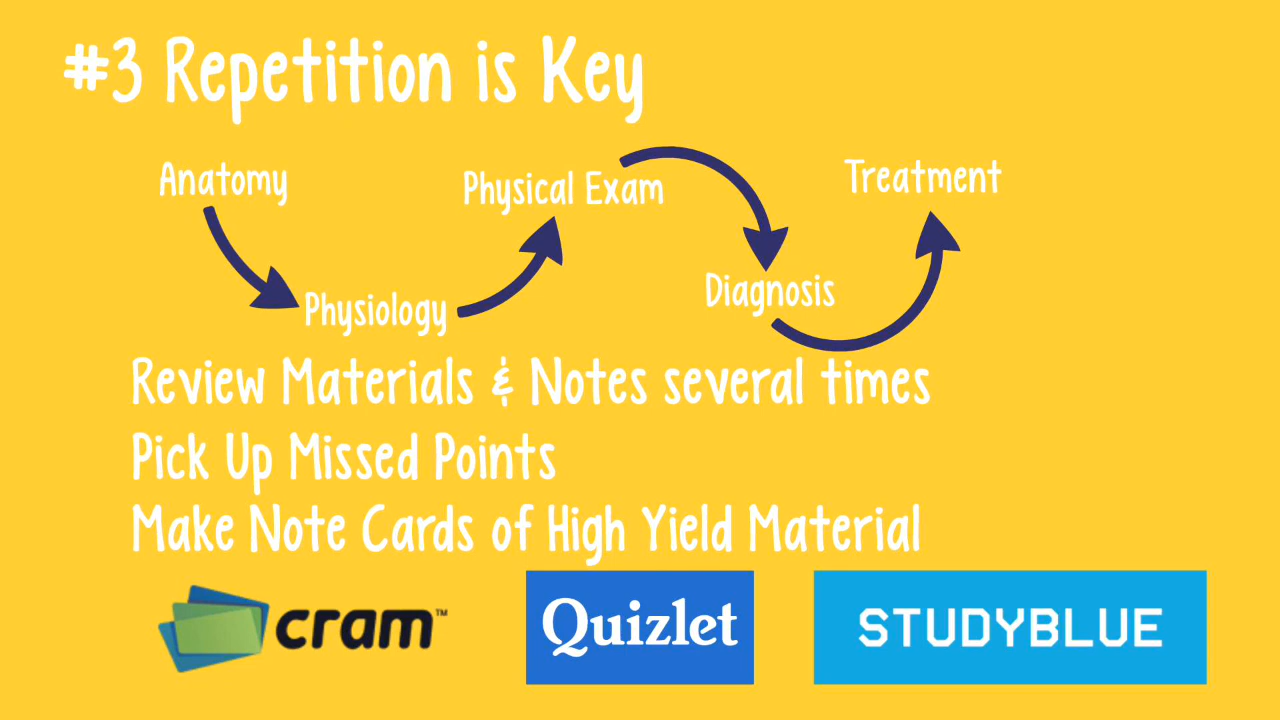 #3 Repetition is Key
Anatomy
Physical Exam
Treatment
Physiology
Diagnosis
Review Materials & Notes several times
Pick Up Missed Points
Make Note Cards of High Yield Material
cram™
Quizlet
STUDYBLUE